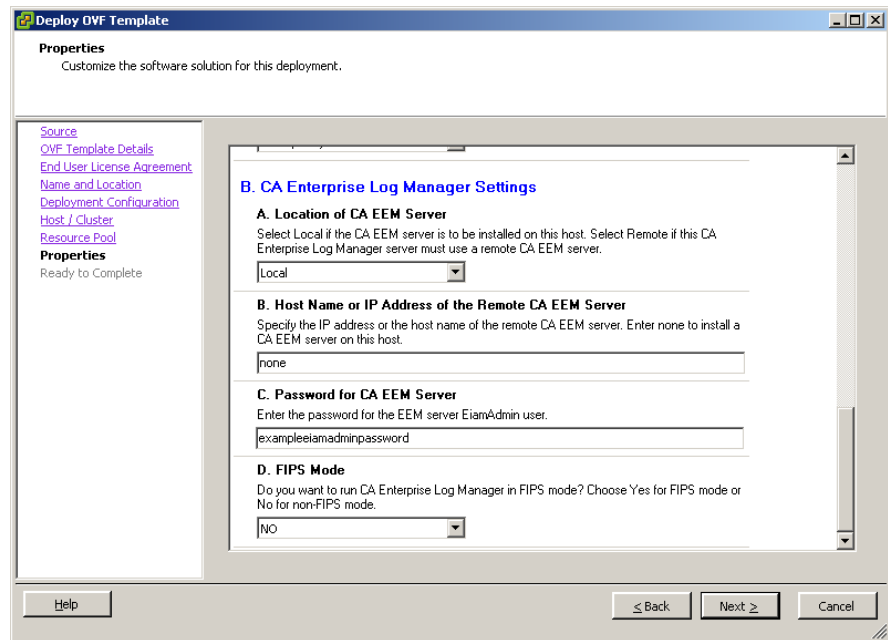 Deploy OVF Template
Properties
Customize the software solution for this deployment.
Source
OVF Template Details
End User License Agreement
Name and Location
Deployment Configuration
Host / Cluster
Resource Pool
Properties
Ready to Complete
B. CA Enterprise Log Manager Settings
A. Location of CA EEM Server
Select Local if the CA EEM server is to be installed on this host. Select Remote if this CA
Enterprise Log Manager server must use a remote CA EEM server.
Local
B. Host Name or IP Address of the Remote CA EEM Server
Specify the IP address or the host name of the remote CA EEM server. Enter none to install a
CA EEM server on this host.
none
C. Password for CA EEM Server
Enter the password for the EEM server EiamAdmin user.
exampleeiamadminpassword
D. FIPS Mode
Do you want to run CA Enterprise Log Manager in FIPS mode? Choose Yes for FIPS mode or
No for non-FIPS mode.
NO
Help
< Back
Next >
Cancel